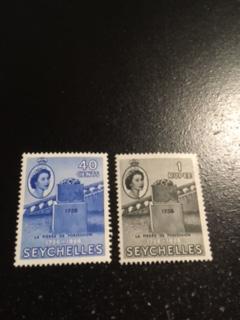 40
CENTS
1756
LA PIERRE DE POSSESSION
1756 - 1956
SEYCHELLES
1
RUPEE
1756
LA PIERRE DE POSSESSION
1756 - 1956
SEYCHELLES